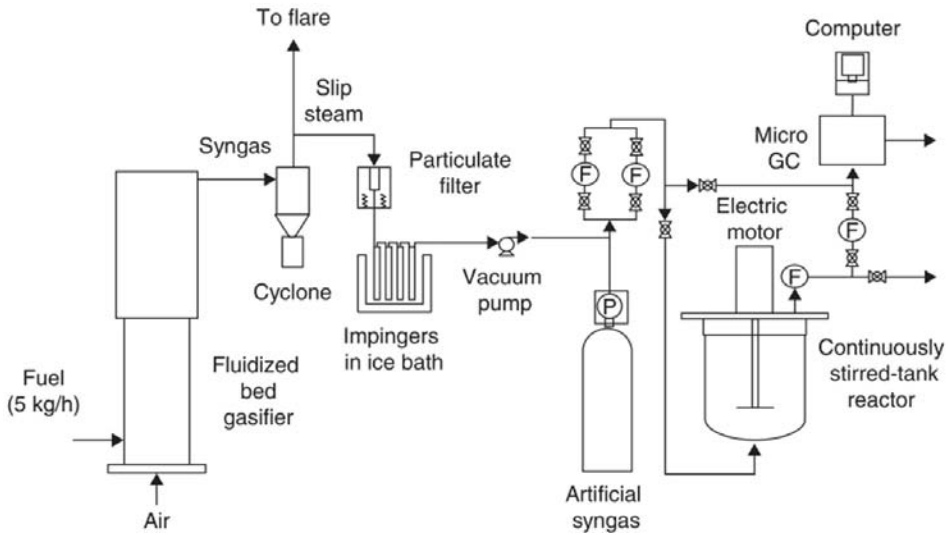 To flare
Slip
steam
Syngas
Particulate
filter
Cyclone
Impingers
in ice bath
Vacuum
pump
Fuel
(5 kg/h)
Fluidized
bed
gasifier
Air
F
F
P
Artificial
syngas
Computer
Micro
GC
Electric
motor
F
F
Continuously
stirred-tank
reactor